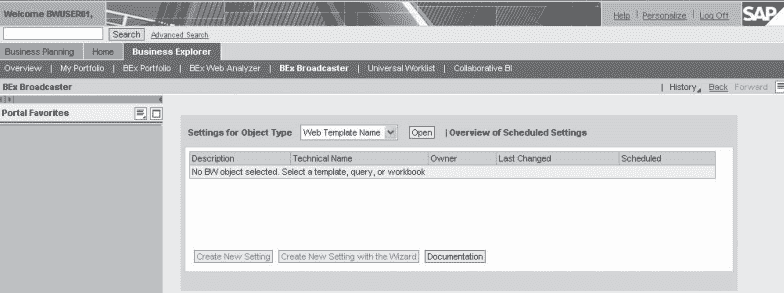 Welcome BWUSER01,
Help | Personalize | Log Off
SAP
Search Advanced Search
Business Planning Home Business Explorer
Overview | My Portfolio | BEx Portfolio | BEx Web Analyzer | BEx Broadcaster | Universal Worklist | Collaborative BI
BEx Broadcaster | History Back Forward
Portal Favorites
Settings for Object Type Web Template Name Open | Overview of Scheduled Settings
Description Technical Name Owner Last Changed Scheduled
No BW object selected. Select a template, query, or workbook
Create New Setting Create New Setting with the Wizard Documentation